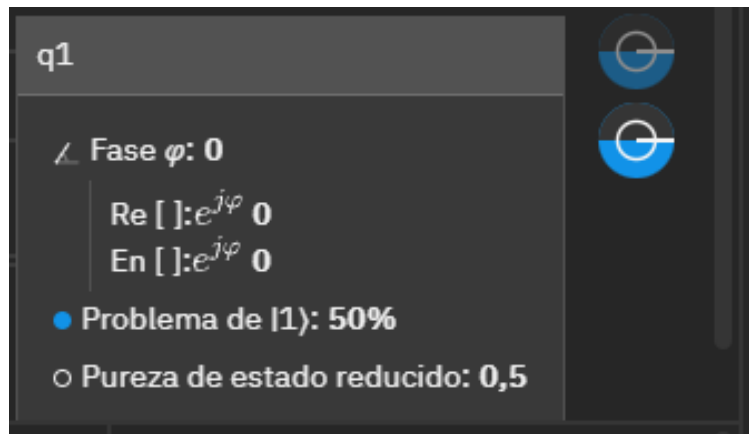 q1
Fase φ: 0
Re [ ]:e^{jφ} 0
En [ ]:e^{jφ} 0
Problema de |1⟩: 50%
Pureza de estado reducido: 0,5